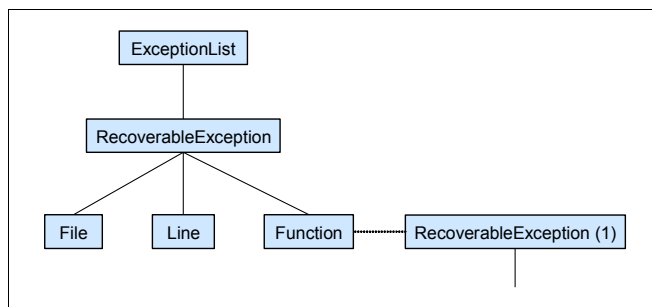 ExceptionList
RecoverableException
File
Line
Function
RecoverableException (1)